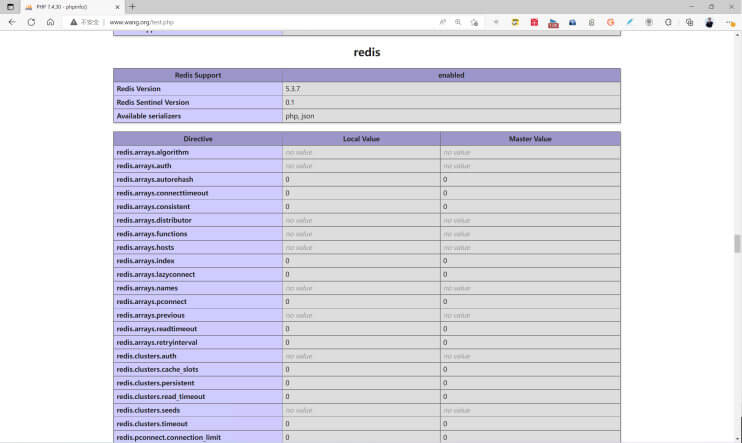 PHP 7.4.30 - phpinfo()
不安全 | www.wang.org/test.php
redis
Redis Support enabled
Redis Version 5.3.7
Redis Sentinel Version 0.1
Available serializers php, json
Directive Local Value Master Value
redis.arrays.algorithm no value no value
redis.arrays.auth no value no value
redis.arrays.autorehash 0 0
redis.arrays.connecttimeout 0 0
redis.arrays.consistent 0 0
redis.arrays.distributor no value no value
redis.arrays.functions no value no value
redis.arrays.hosts no value no value
redis.arrays.index 0 0
redis.arrays.lazyconnect 0 0
redis.arrays.names no value no value
redis.arrays.pconnect 0 0
redis.arrays.previous no value no value
redis.arrays.readtimeout 0 0
redis.arrays.retryinterval 0 0
redis.clusters.auth no value no value
redis.clusters.cache_slots 0 0
redis.clusters.persistent 0 0
redis.clusters.read_timeout 0 0
redis.clusters.seeds no value no value
redis.clusters.timeout 0 0
redis.pconnect.connection_limit 0 0